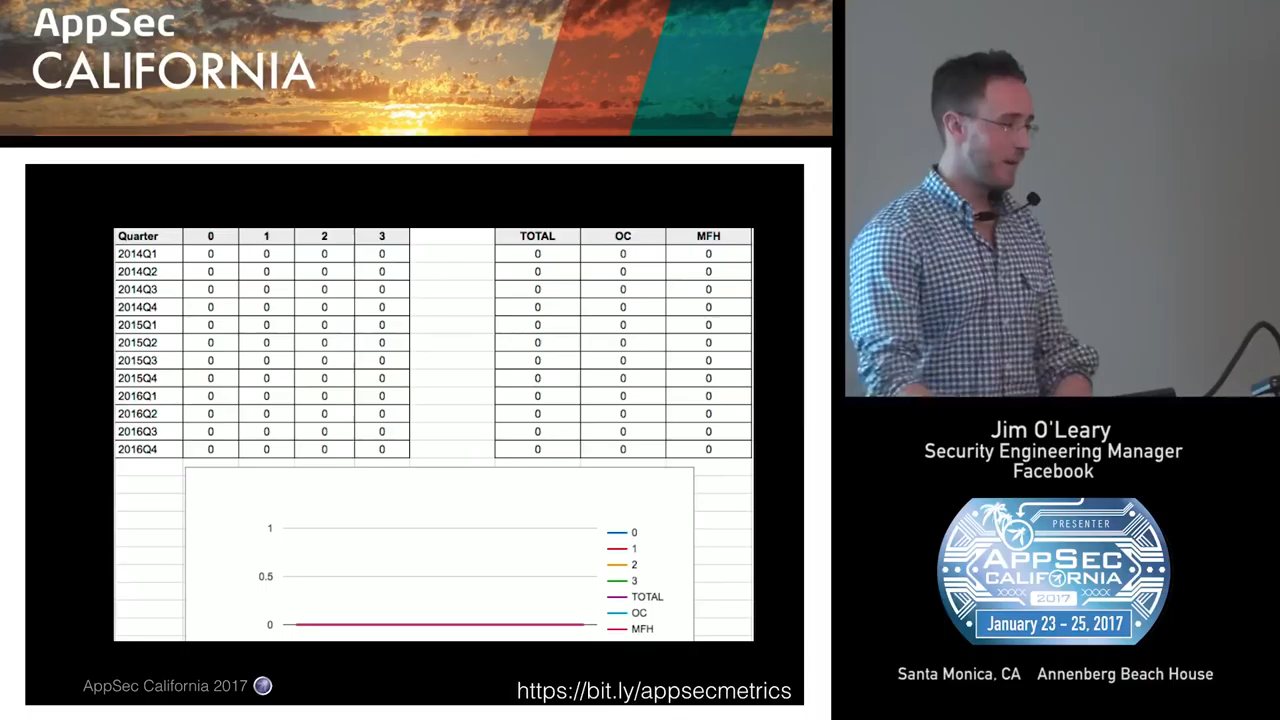 AppSec
CALIFORNIA
Quarter 0 1 2 3 TOTAL OC MFH
2014Q1 0 0 0 0 0 0 0
2014Q2 0 0 0 0 0 0 0
2014Q3 0 0 0 0 0 0 0
2014Q4 0 0 0 0 0 0 0
2015Q1 0 0 0 0 0 0 0
2015Q2 0 0 0 0 0 0 0
2015Q3 0 0 0 0 0 0 0
2015Q4 0 0 0 0 0 0 0
2016Q1 0 0 0 0 0 0 0
2016Q2 0 0 0 0 0 0 0
2016Q3 0 0 0 0 0 0 0
2016Q4 0 0 0 0 0 0 0
1
0.5
0
0
1
2
3
TOTAL
OC
MFH
AppSec California 2017
https://bit.ly/appsecmetrics
Jim O'Leary
Security Engineering Manager
Facebook
PRESENTER
APPSEC
CALIFORNIA
2017
January 23 - 25, 2017
Santa Monica, CA Annenberg Beach House